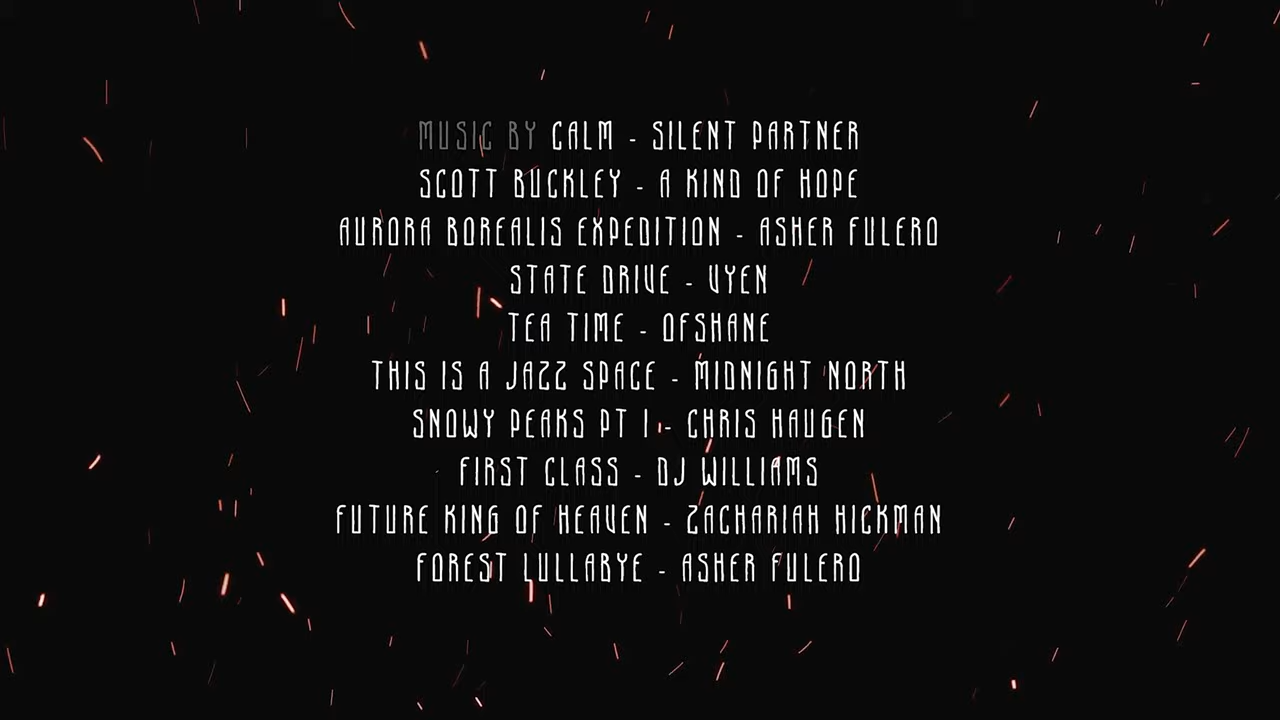 MUSIC BY CALM - SILENT PARTNER
SCOTT BUCKLEY - A KIND OF HOPE
AURORA BOREALIS EXPEDITION - ASHER FULERO
STATE DRIVE - VYEN
TEA TIME - OFSHANE
THIS IS A JAZZ SPACE - MIDNIGHT NORTH
SNOWY PEAKS PT I - CHRIS HAUGEN
FIRST CLASS - DJ WILLIAMS
FUTURE KING OF HEAVEN - ZACHARIAH HICKMAN
FOREST LULLABYE - ASHER FULERO